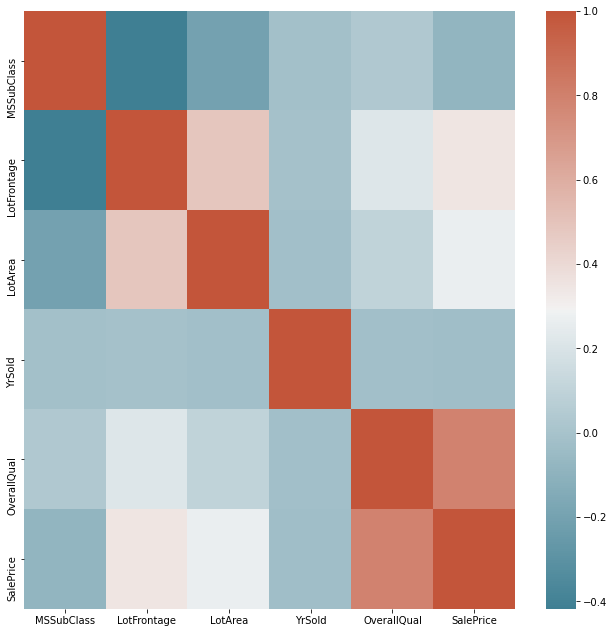 MSSubClass
LotFrontage
LotArea
YrSold
OverallQual
SalePrice
MSSubClass LotFrontage LotArea YrSold OverallQual SalePrice
1.0
0.8
0.6
0.4
0.2
0.0
−0.2
−0.4